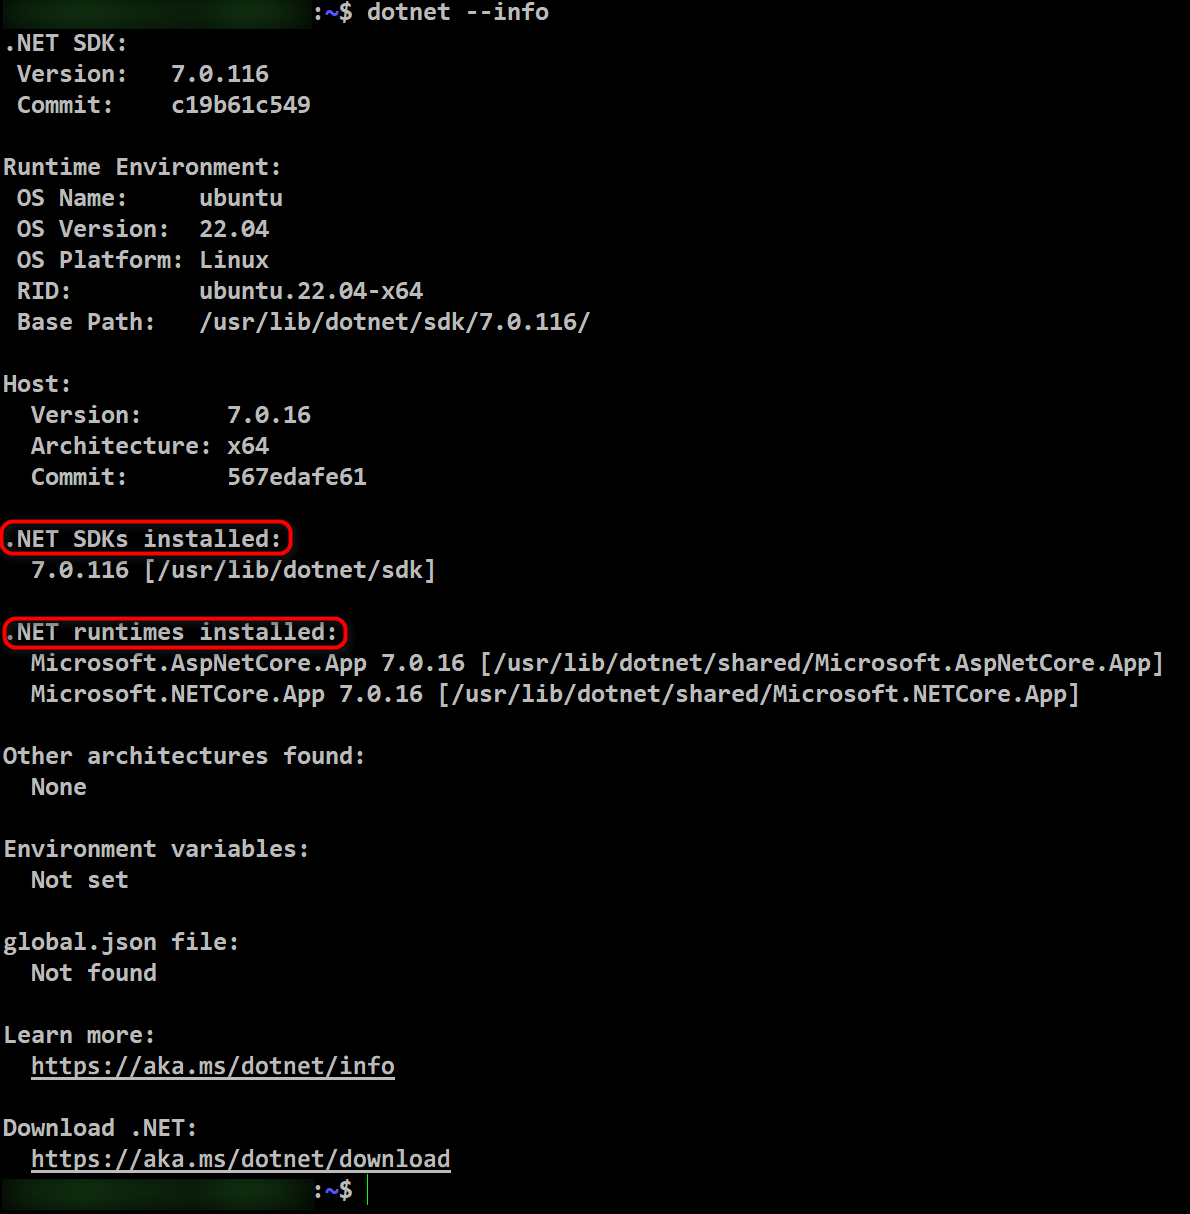 :~$ dotnet --info
.NET SDK:
 Version:   7.0.116
 Commit:    c19b61c549

Runtime Environment:
 OS Name:     ubuntu
 OS Version:  22.04
 OS Platform: Linux
 RID:         ubuntu.22.04-x64
 Base Path:   /usr/lib/dotnet/sdk/7.0.116/

Host:
  Version:      7.0.16
  Architecture: x64
  Commit:       567edafe61

.NET SDKs installed:
  7.0.116 [/usr/lib/dotnet/sdk]

.NET runtimes installed:
  Microsoft.AspNetCore.App 7.0.16 [/usr/lib/dotnet/shared/Microsoft.AspNetCore.App]
  Microsoft.NETCore.App 7.0.16 [/usr/lib/dotnet/shared/Microsoft.NETCore.App]

Other architectures found:
  None

Environment variables:
  Not set

global.json file:
  Not found

Learn more:
  https://aka.ms/dotnet/info

Download .NET:
  https://aka.ms/dotnet/download
:~$